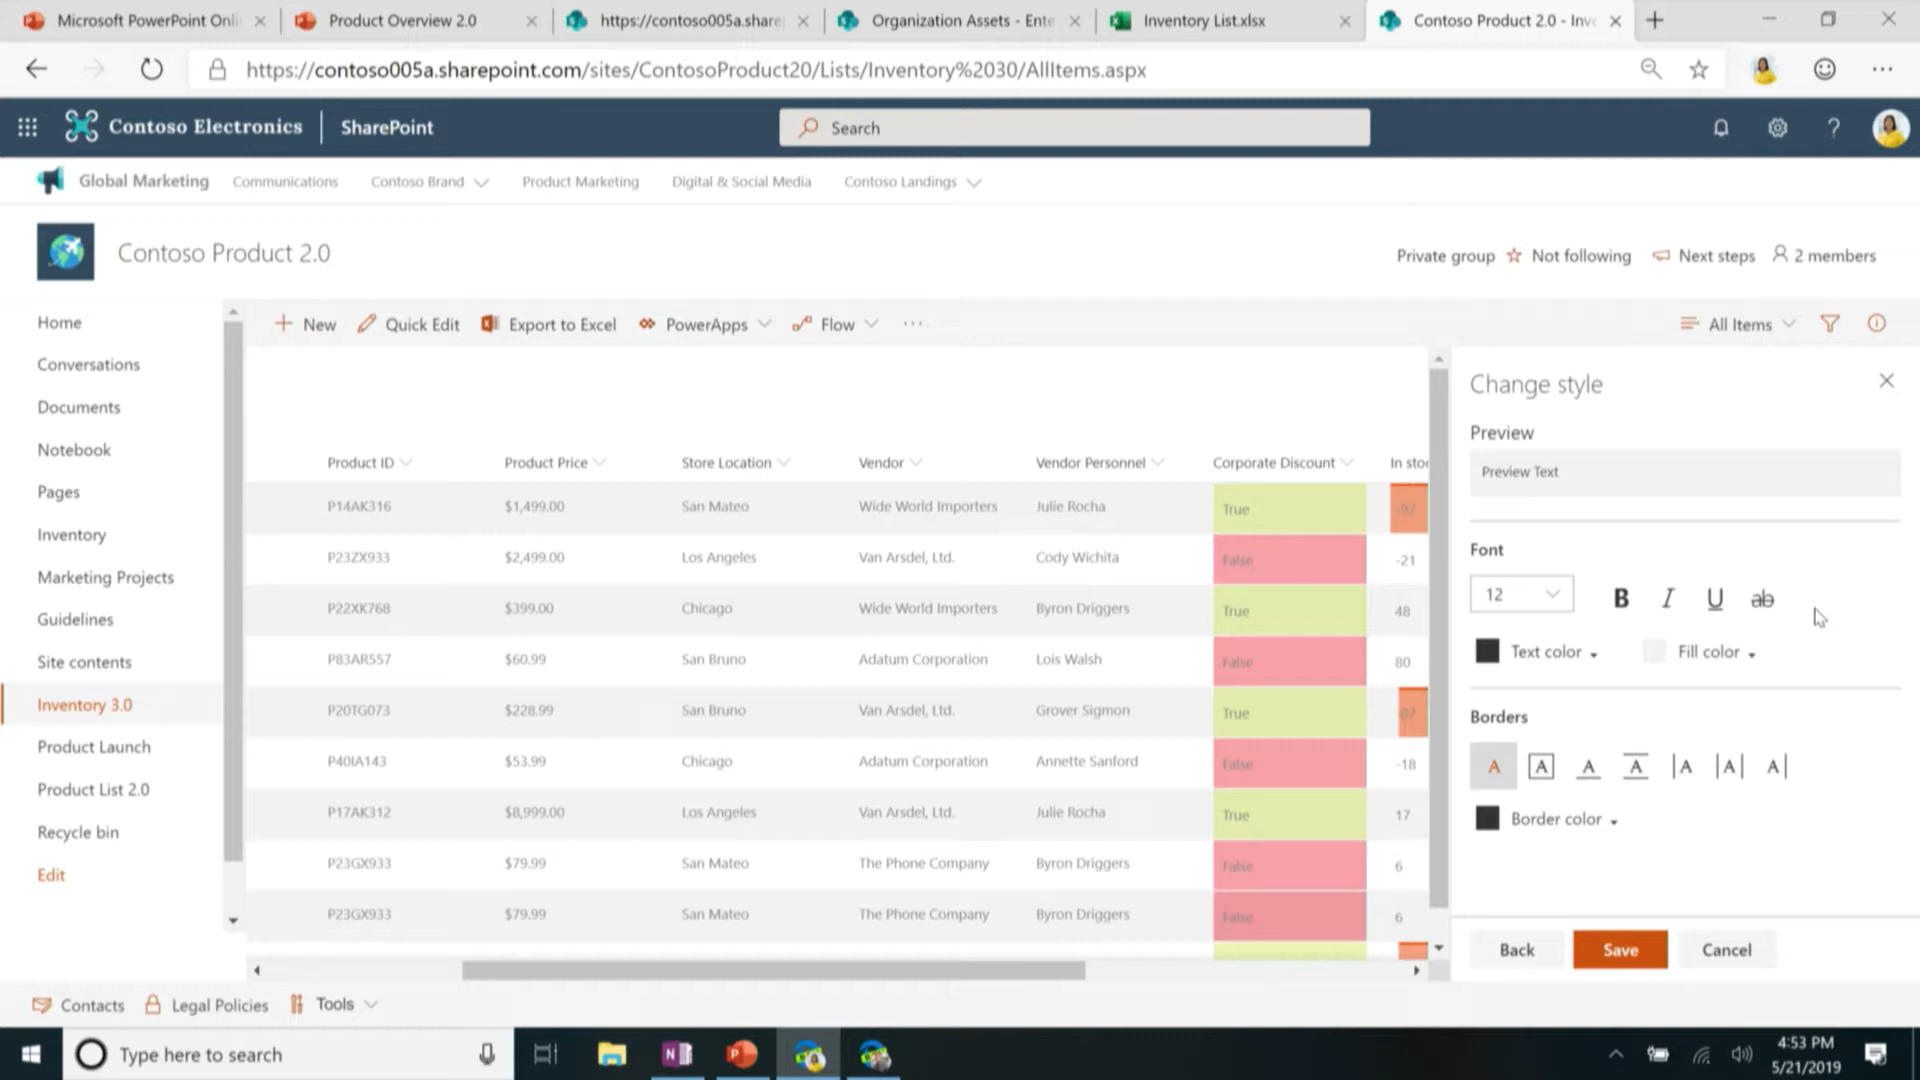 Microsoft PowerPoint Onli
Product Overview 2.0
https://contoso005a.share
Organization Assets - Ente
Inventory List.xlsx
Contoso Product 2.0 - Inve
https://contoso005a.sharepoint.com/sites/ContosoProduct20/Lists/Inventory%2030/AllItems.aspx
Contoso Electronics
SharePoint
Search
Global Marketing
Communications
Contoso Brand
Product Marketing
Digital & Social Media
Contoso Landings
Contoso Product 2.0
Private group
Not following
Next steps
2 members
Home
Conversations
Documents
Notebook
Pages
Inventory
Marketing Projects
Guidelines
Site contents
Inventory 3.0
Product Launch
Product List 2.0
Recycle bin
Edit
New
Quick Edit
Export to Excel
PowerApps
Flow
All Items
Product ID Product Price Store Location Vendor Vendor Personnel Corporate Discount In stoc
P14AK316 $1,499.00 San Mateo Wide World Importers Julie Rocha True -97
P23ZX933 $2,499.00 Los Angeles Van Arsdel, Ltd. Cody Wichita False -21
P22XK768 $399.00 Chicago Wide World Importers Byron Driggers True 48
P83AR557 $60.99 San Bruno Adatum Corporation Lois Walsh False 80
P20TG073 $228.99 San Bruno Van Arsdel, Ltd. Grover Sigmon True
P40IA143 $53.99 Chicago Adatum Corporation Annette Sanford False -18
P17AK312 $8,999.00 Los Angeles Van Arsdel, Ltd. Julie Rocha True 17
P23GX933 $79.99 San Mateo The Phone Company Byron Driggers False 6
P23GX933 $79.99 San Mateo The Phone Company Byron Driggers False 6
Change style
Preview
Preview Text
Font
12
B I U ab
Text color
Fill color
Borders
A A A A A A A
Border color
Back
Save
Cancel
Contacts
Legal Policies
Tools
Type here to search
4:53 PM
5/21/2019